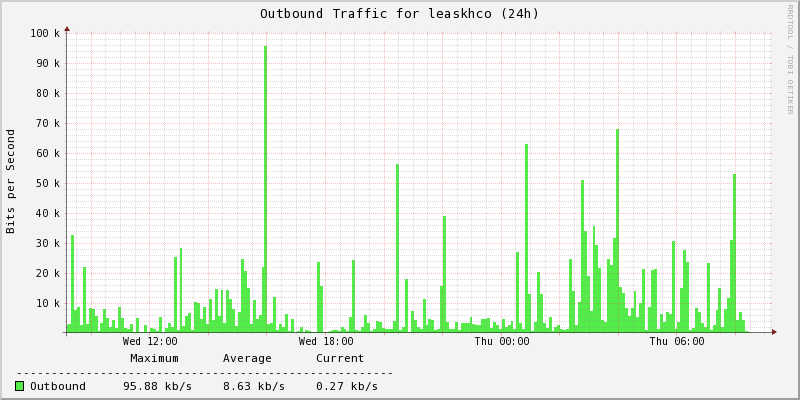 Outbound Traffic for leaskhco (24h)
RRDTOOL / TOBI OETIKER
Bits per Second
100 k
90 k
80 k
70 k
60 k
50 k
40 k
30 k
20 k
10 k
Wed 12:00 Wed 18:00 Thu 00:00 Thu 06:00
Maximum Average Current
Outbound 95.88 kb/s 8.63 kb/s 0.27 kb/s